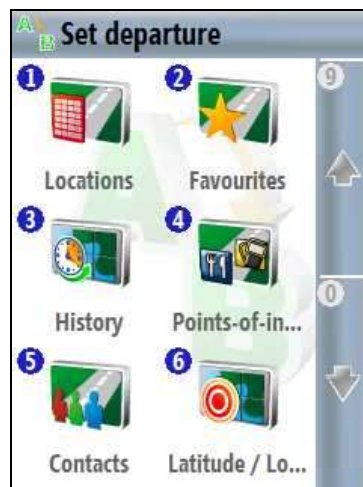 A B Set departure
1 2 9
Locations Favourites
3 4
History Points-of-in...
0
5 6
Contacts Latitude / Lo...
A
B